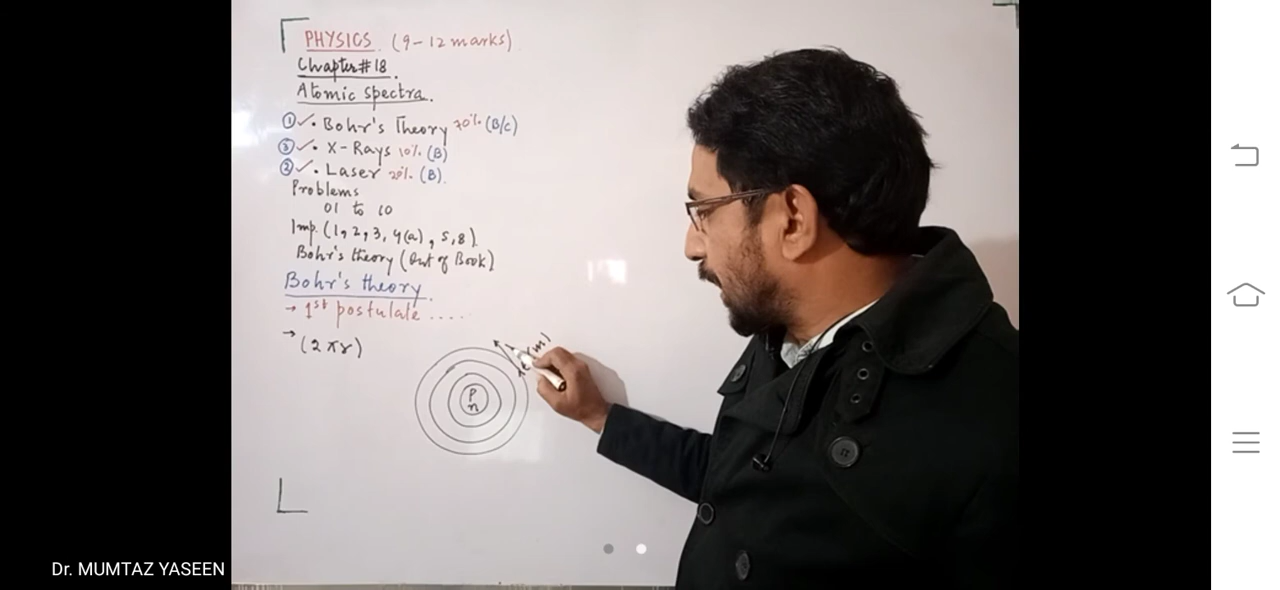 PHYSICS (9-12 marks)
Chapter#18.
Atomic spectra.
① ✓ • Bohr's Theory 70% (B/C)
③ ✓ • X-Rays 10% (B)
② ✓ • Laser 20% (B).
Problems
01 to 10
Imp. (1, 2, 3, 4(a), 5, 8).
Bohr's theory (Out of Book)
Bohr's theory.
→ 1st postulate ....
→ (2πr)
(m)
P
n
Dr. MUMTAZ YASEEN